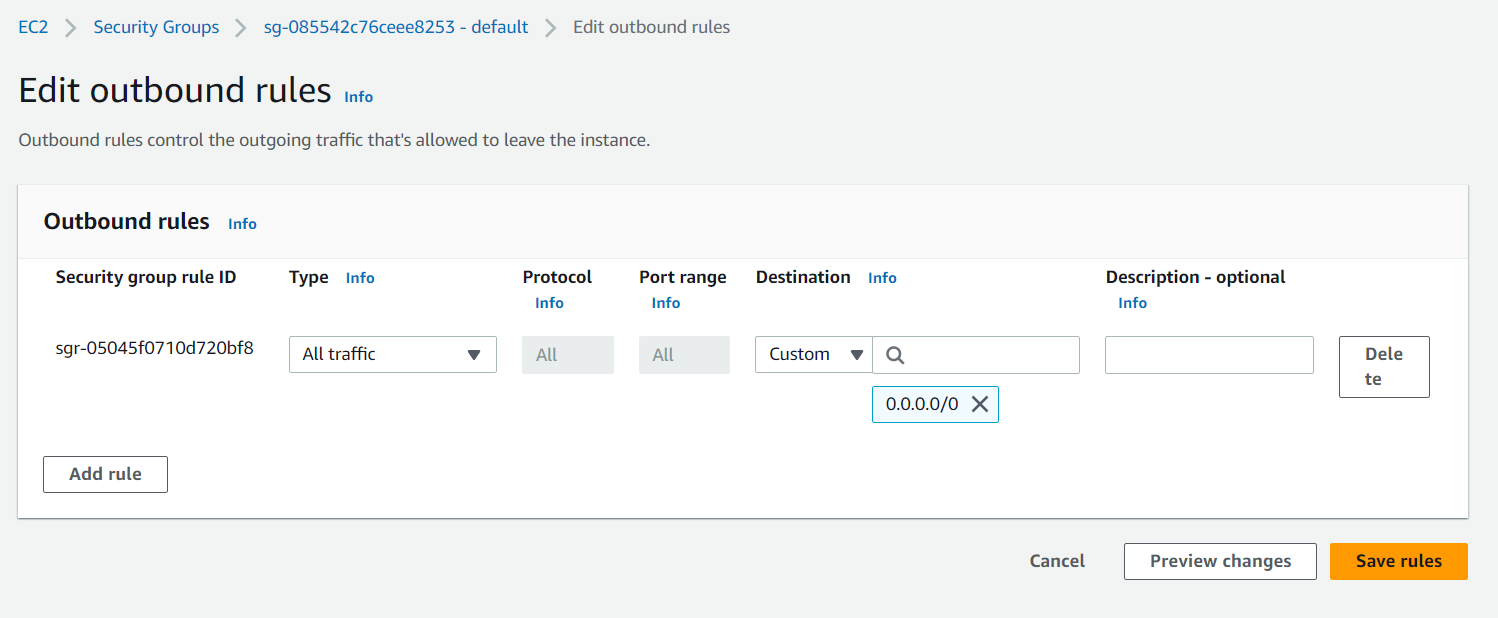 EC2 > Security Groups > sg-085542c76ceee8253 - default > Edit outbound rules
Edit outbound rules Info
Outbound rules control the outgoing traffic that's allowed to leave the instance.
Outbound rules Info
Security group rule ID Type Info Protocol Info Port range Info Destination Info Description - optional Info
sgr-05045f0710d720bf8 All traffic All All Custom Delete
0.0.0.0/0
Add rule
Cancel Preview changes Save rules